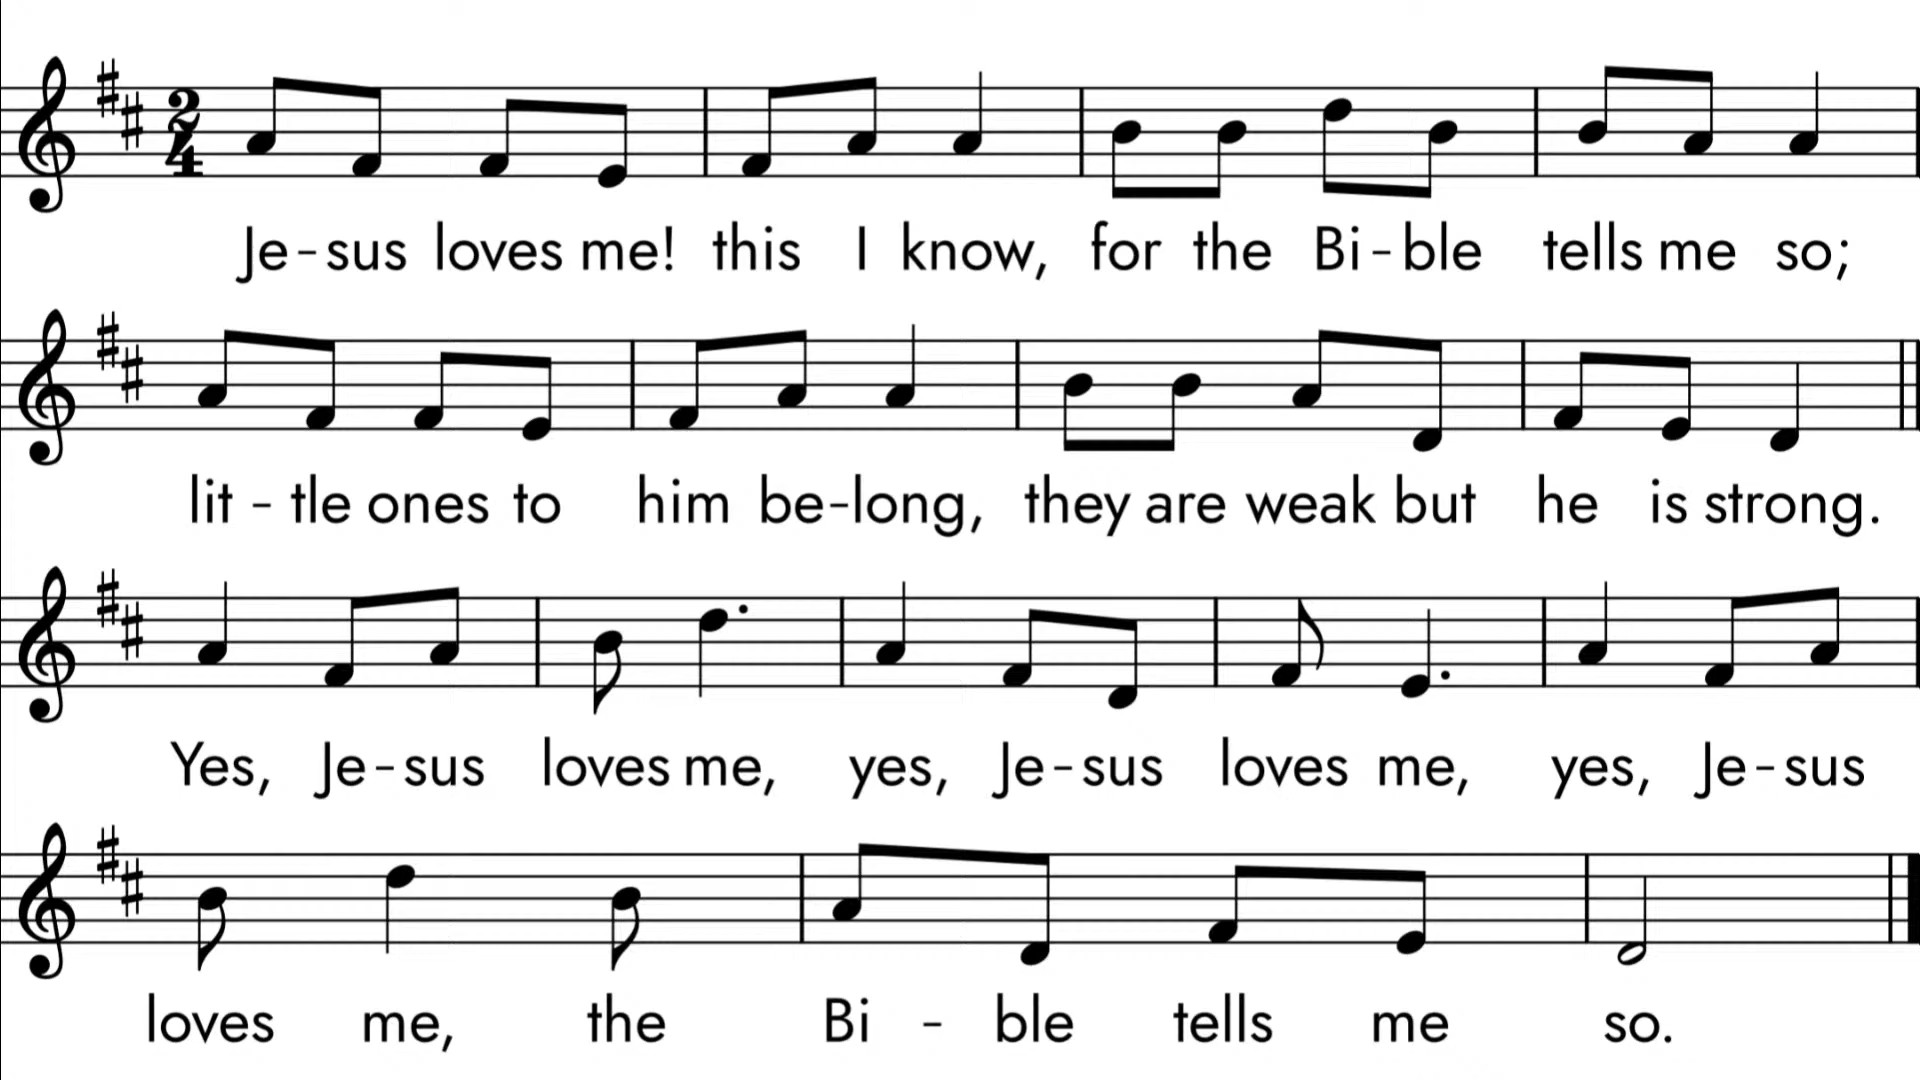 2
4
Je-sus loves me! this I know, for the Bi-ble tells me so;
lit-tle ones to him be-long, they are weak but he is strong.
Yes, Je-sus loves me, yes, Je-sus loves me, yes, Je-sus
loves me, the Bi-ble tells me so.